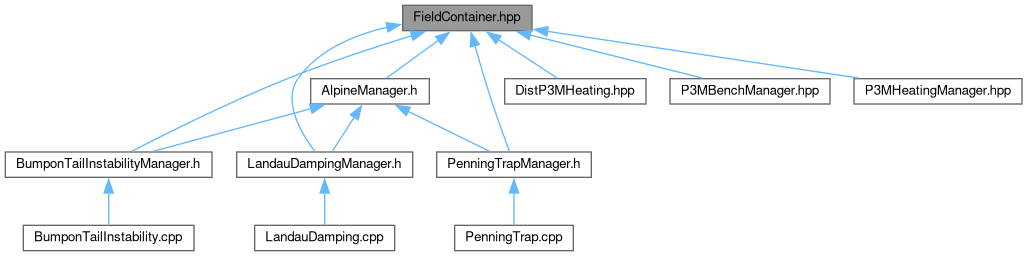 FieldContainer.hpp
AlpineManager.h
DistP3MHeating.hpp
P3MBenchManager.hpp
P3MHeatingManager.hpp
BumponTailInstabilityManager.h
LandauDampingManager.h
PenningTrapManager.h
BumponTailInstability.cpp
LandauDamping.cpp
PenningTrap.cpp